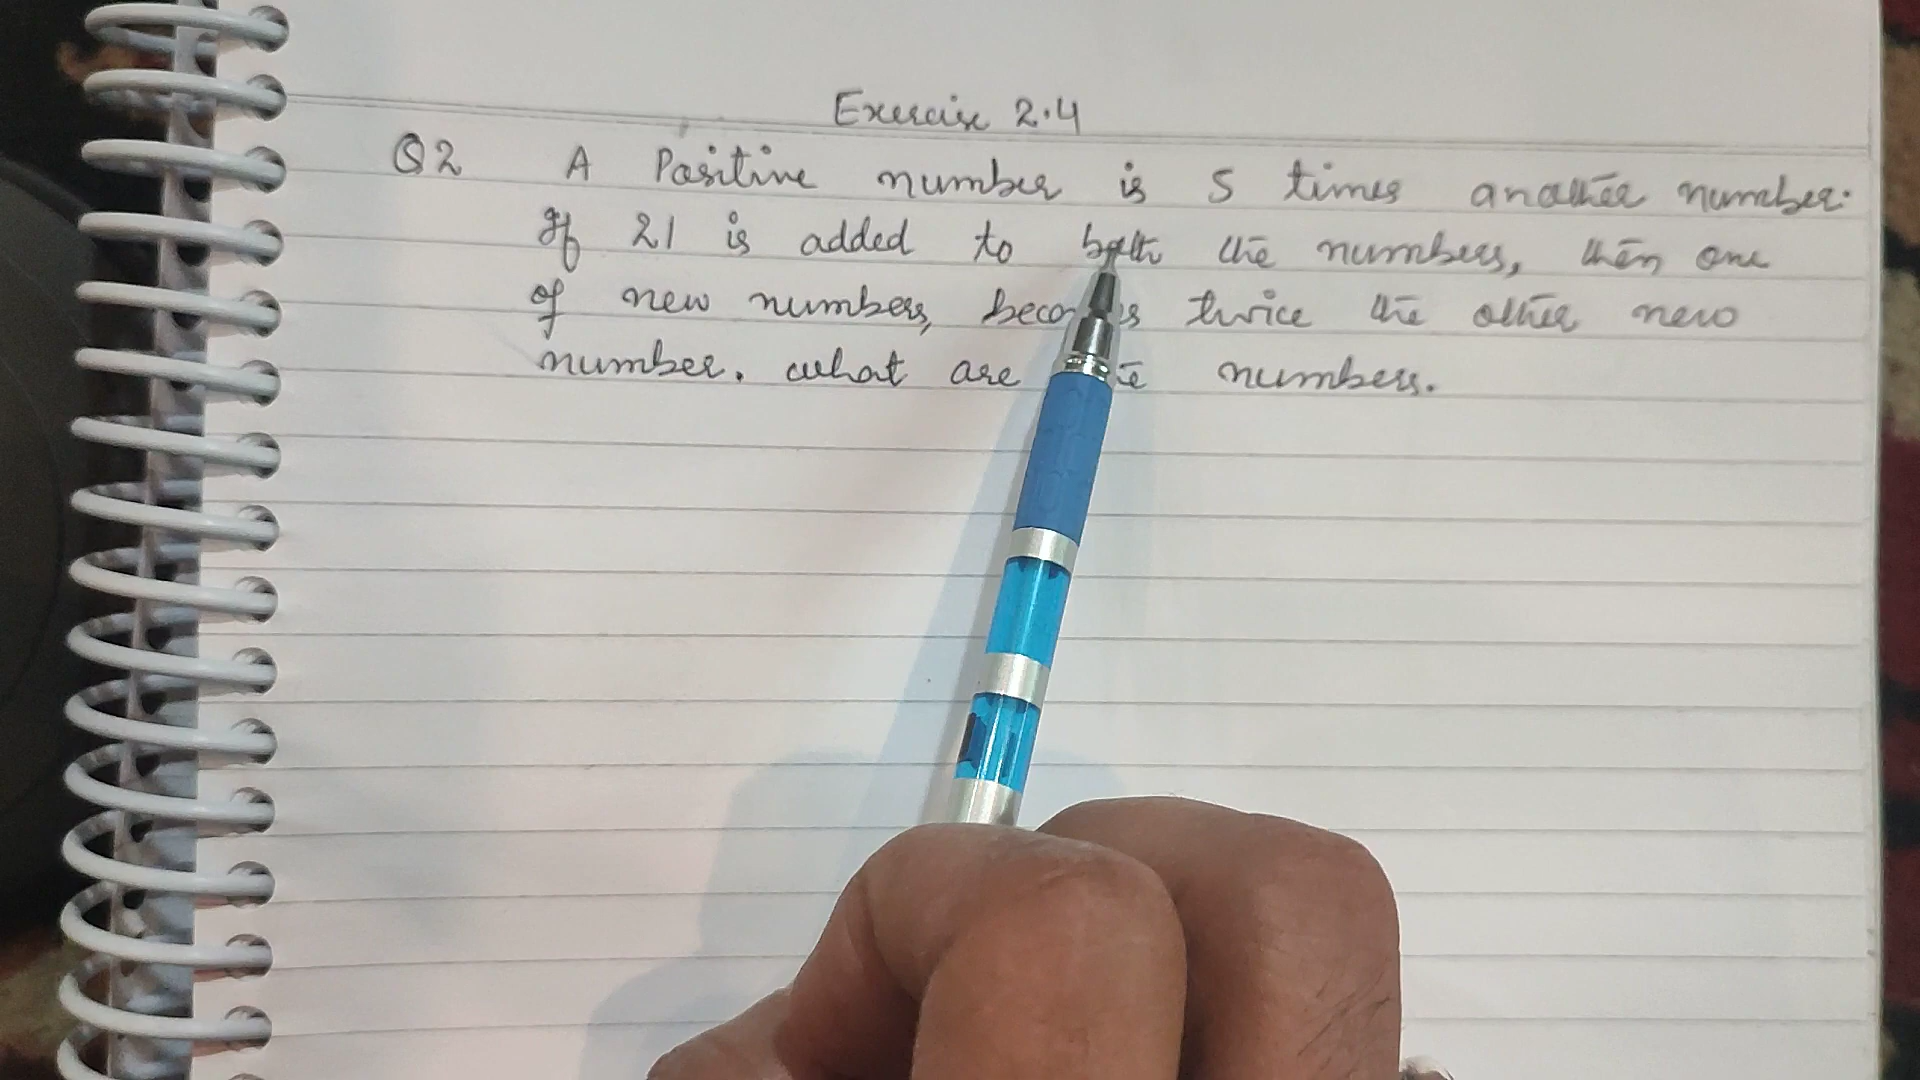 Exercise 2.4
Q2 A Positive number is 5 times another number.
If 21 is added to both the numbers, then one
of new numbers, becomes twice the other new
number. what are the numbers.